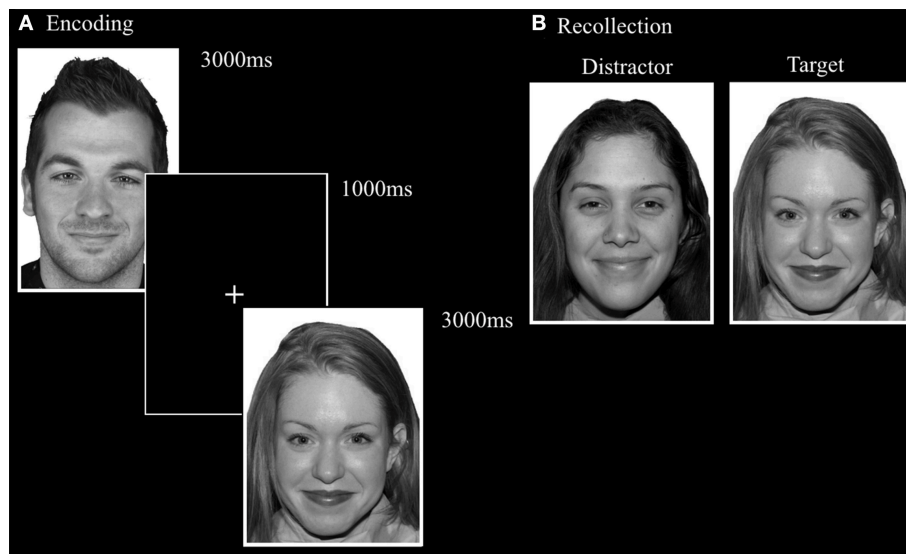 A Encoding
3000ms
1000ms
3000ms
B Recollection
Distractor Target